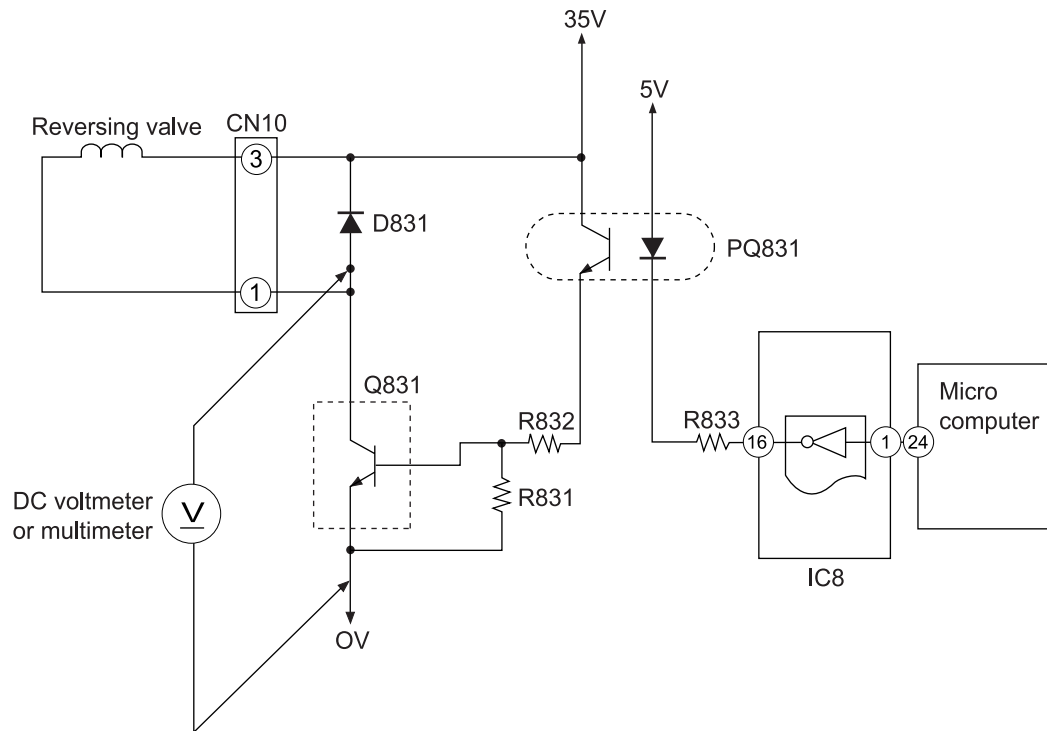 35V
5V
Reversing valve
CN10
3
D831
PQ831
1
Q831
R832
R833
Micro
computer
16
1
24
R831
DC voltmeter
or multimeter
V
IC8
OV